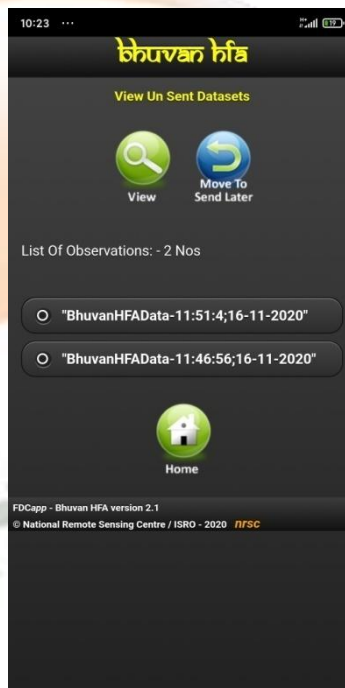 10:23 ...
19
bhuvan hfa
View Un Sent Datasets
View
Move To
Send Later
List Of Observations: - 2 Nos
"BhuvanHFAData-11:51:4;16-11-2020"
"BhuvanHFAData-11:46:56;16-11-2020"
Home
FDCapp - Bhuvan HFA version 2.1
© National Remote Sensing Centre / ISRO - 2020 nrsc